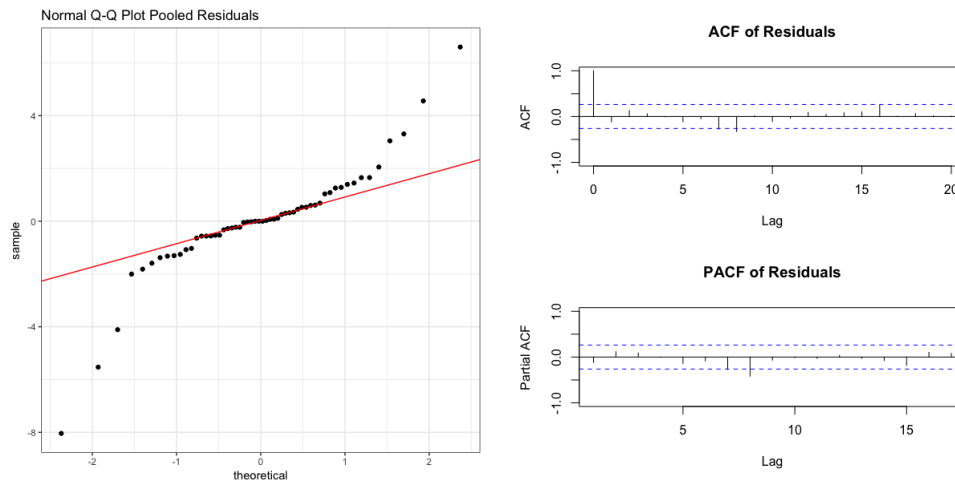 Normal Q-Q Plot Pooled Residuals
4
0
-4
-8
sample
-2
-1
0
1
2
theoretical
ACF of Residuals
1.0
0.0
-1.0
ACF
0
5
10
15
20
Lag
PACF of Residuals
1.0
0.0
-1.0
Partial ACF
5
10
15
Lag